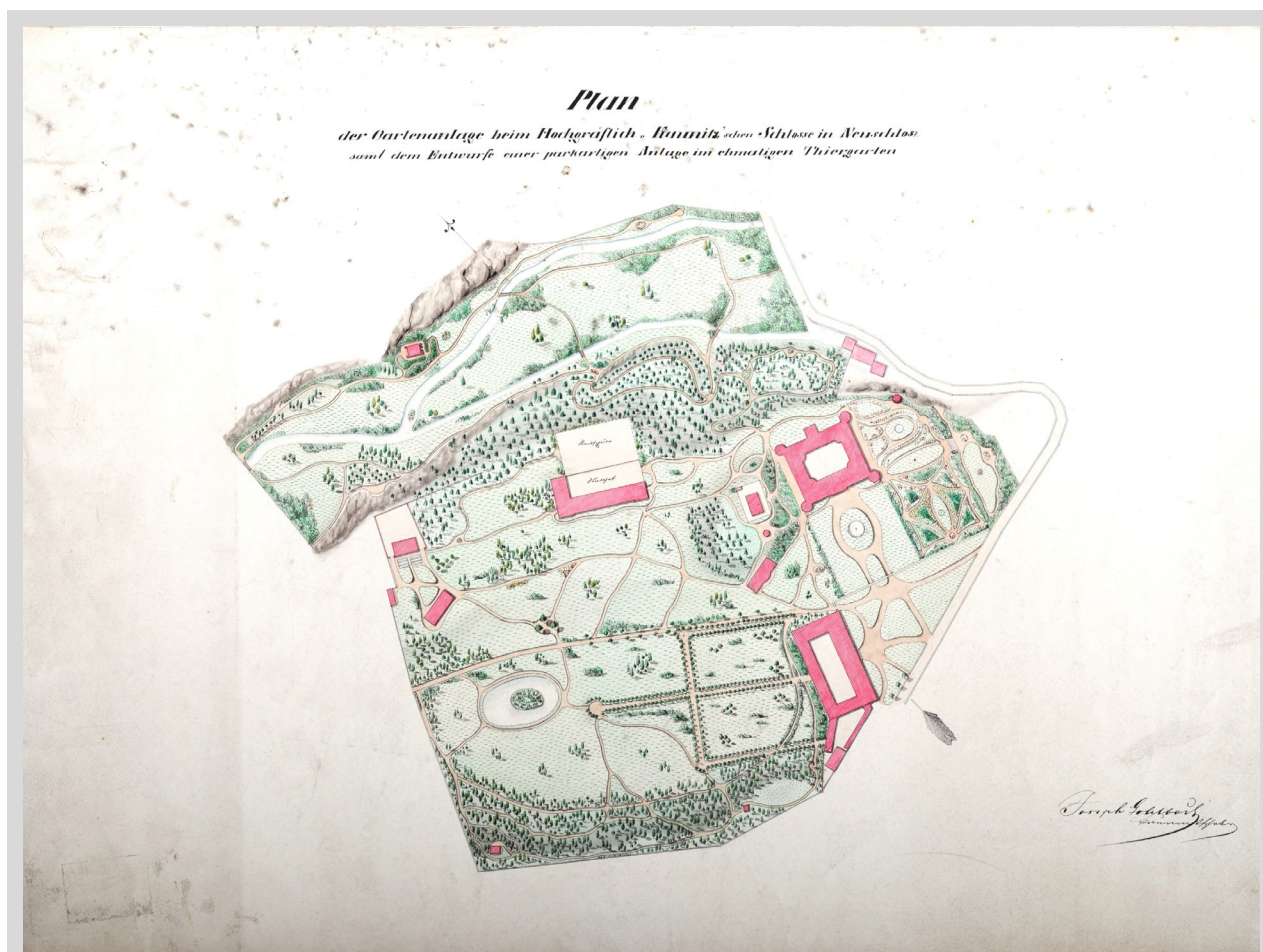 Plan
der Gartenanlage beim Hochgräflich „Kaunitz'schen Schlosse in Neuschloss
samt dem Entwurfe einer parkartigen Anlage im ehmaligen Thiergarten
N
Joseph